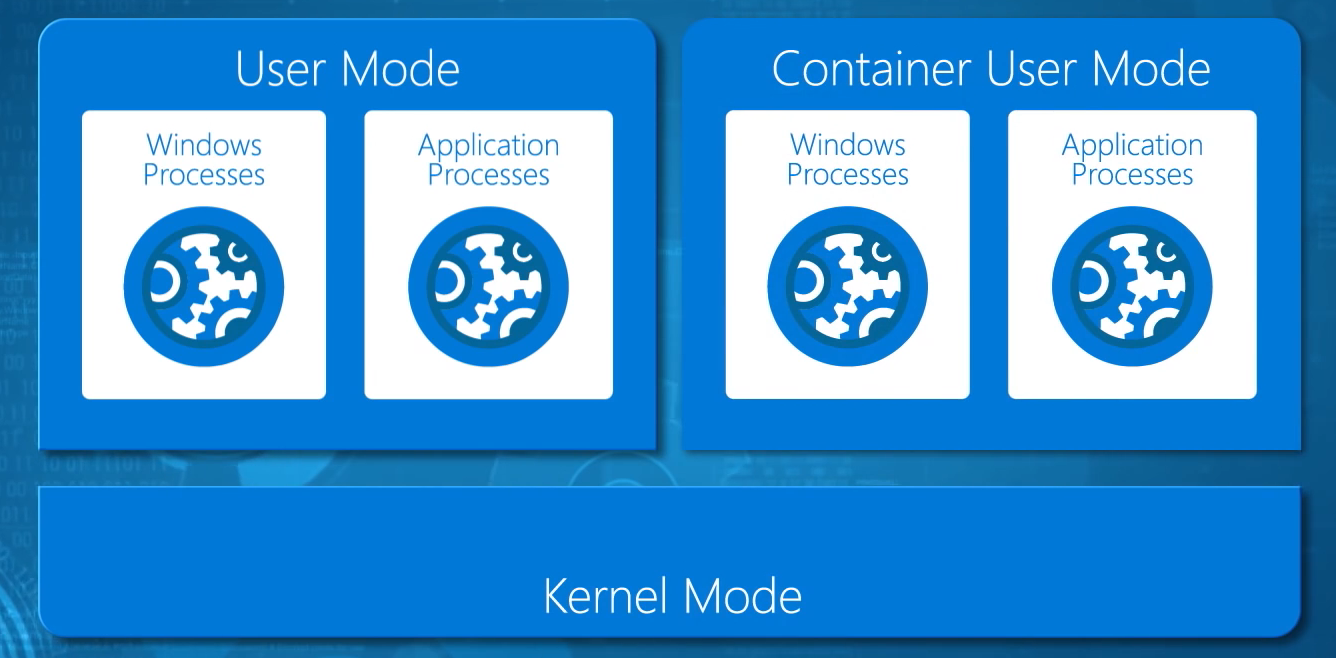 User Mode
Windows
Processes
Application
Processes
Container User Mode
Windows
Processes
Application
Processes
Kernel Mode